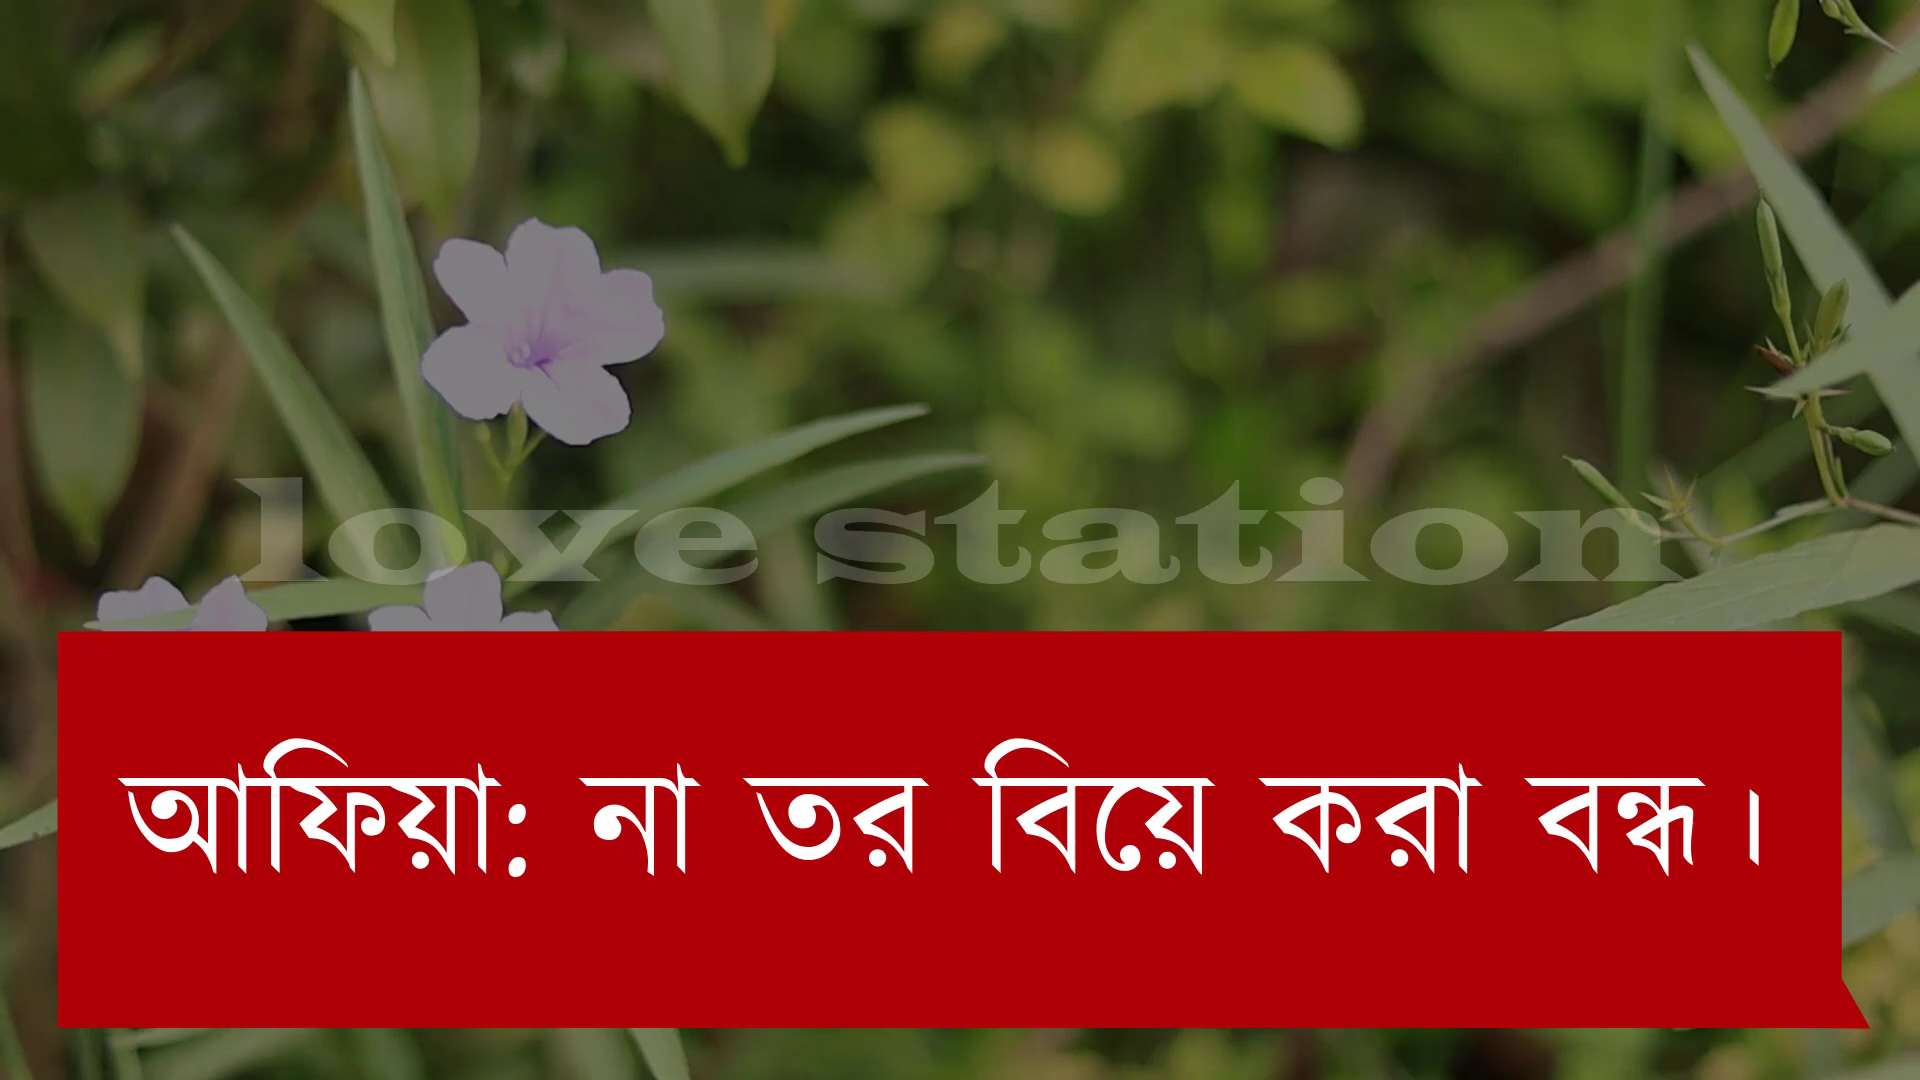 love station
আফিয়া: না তর বিয়ে করা বন্ধ।